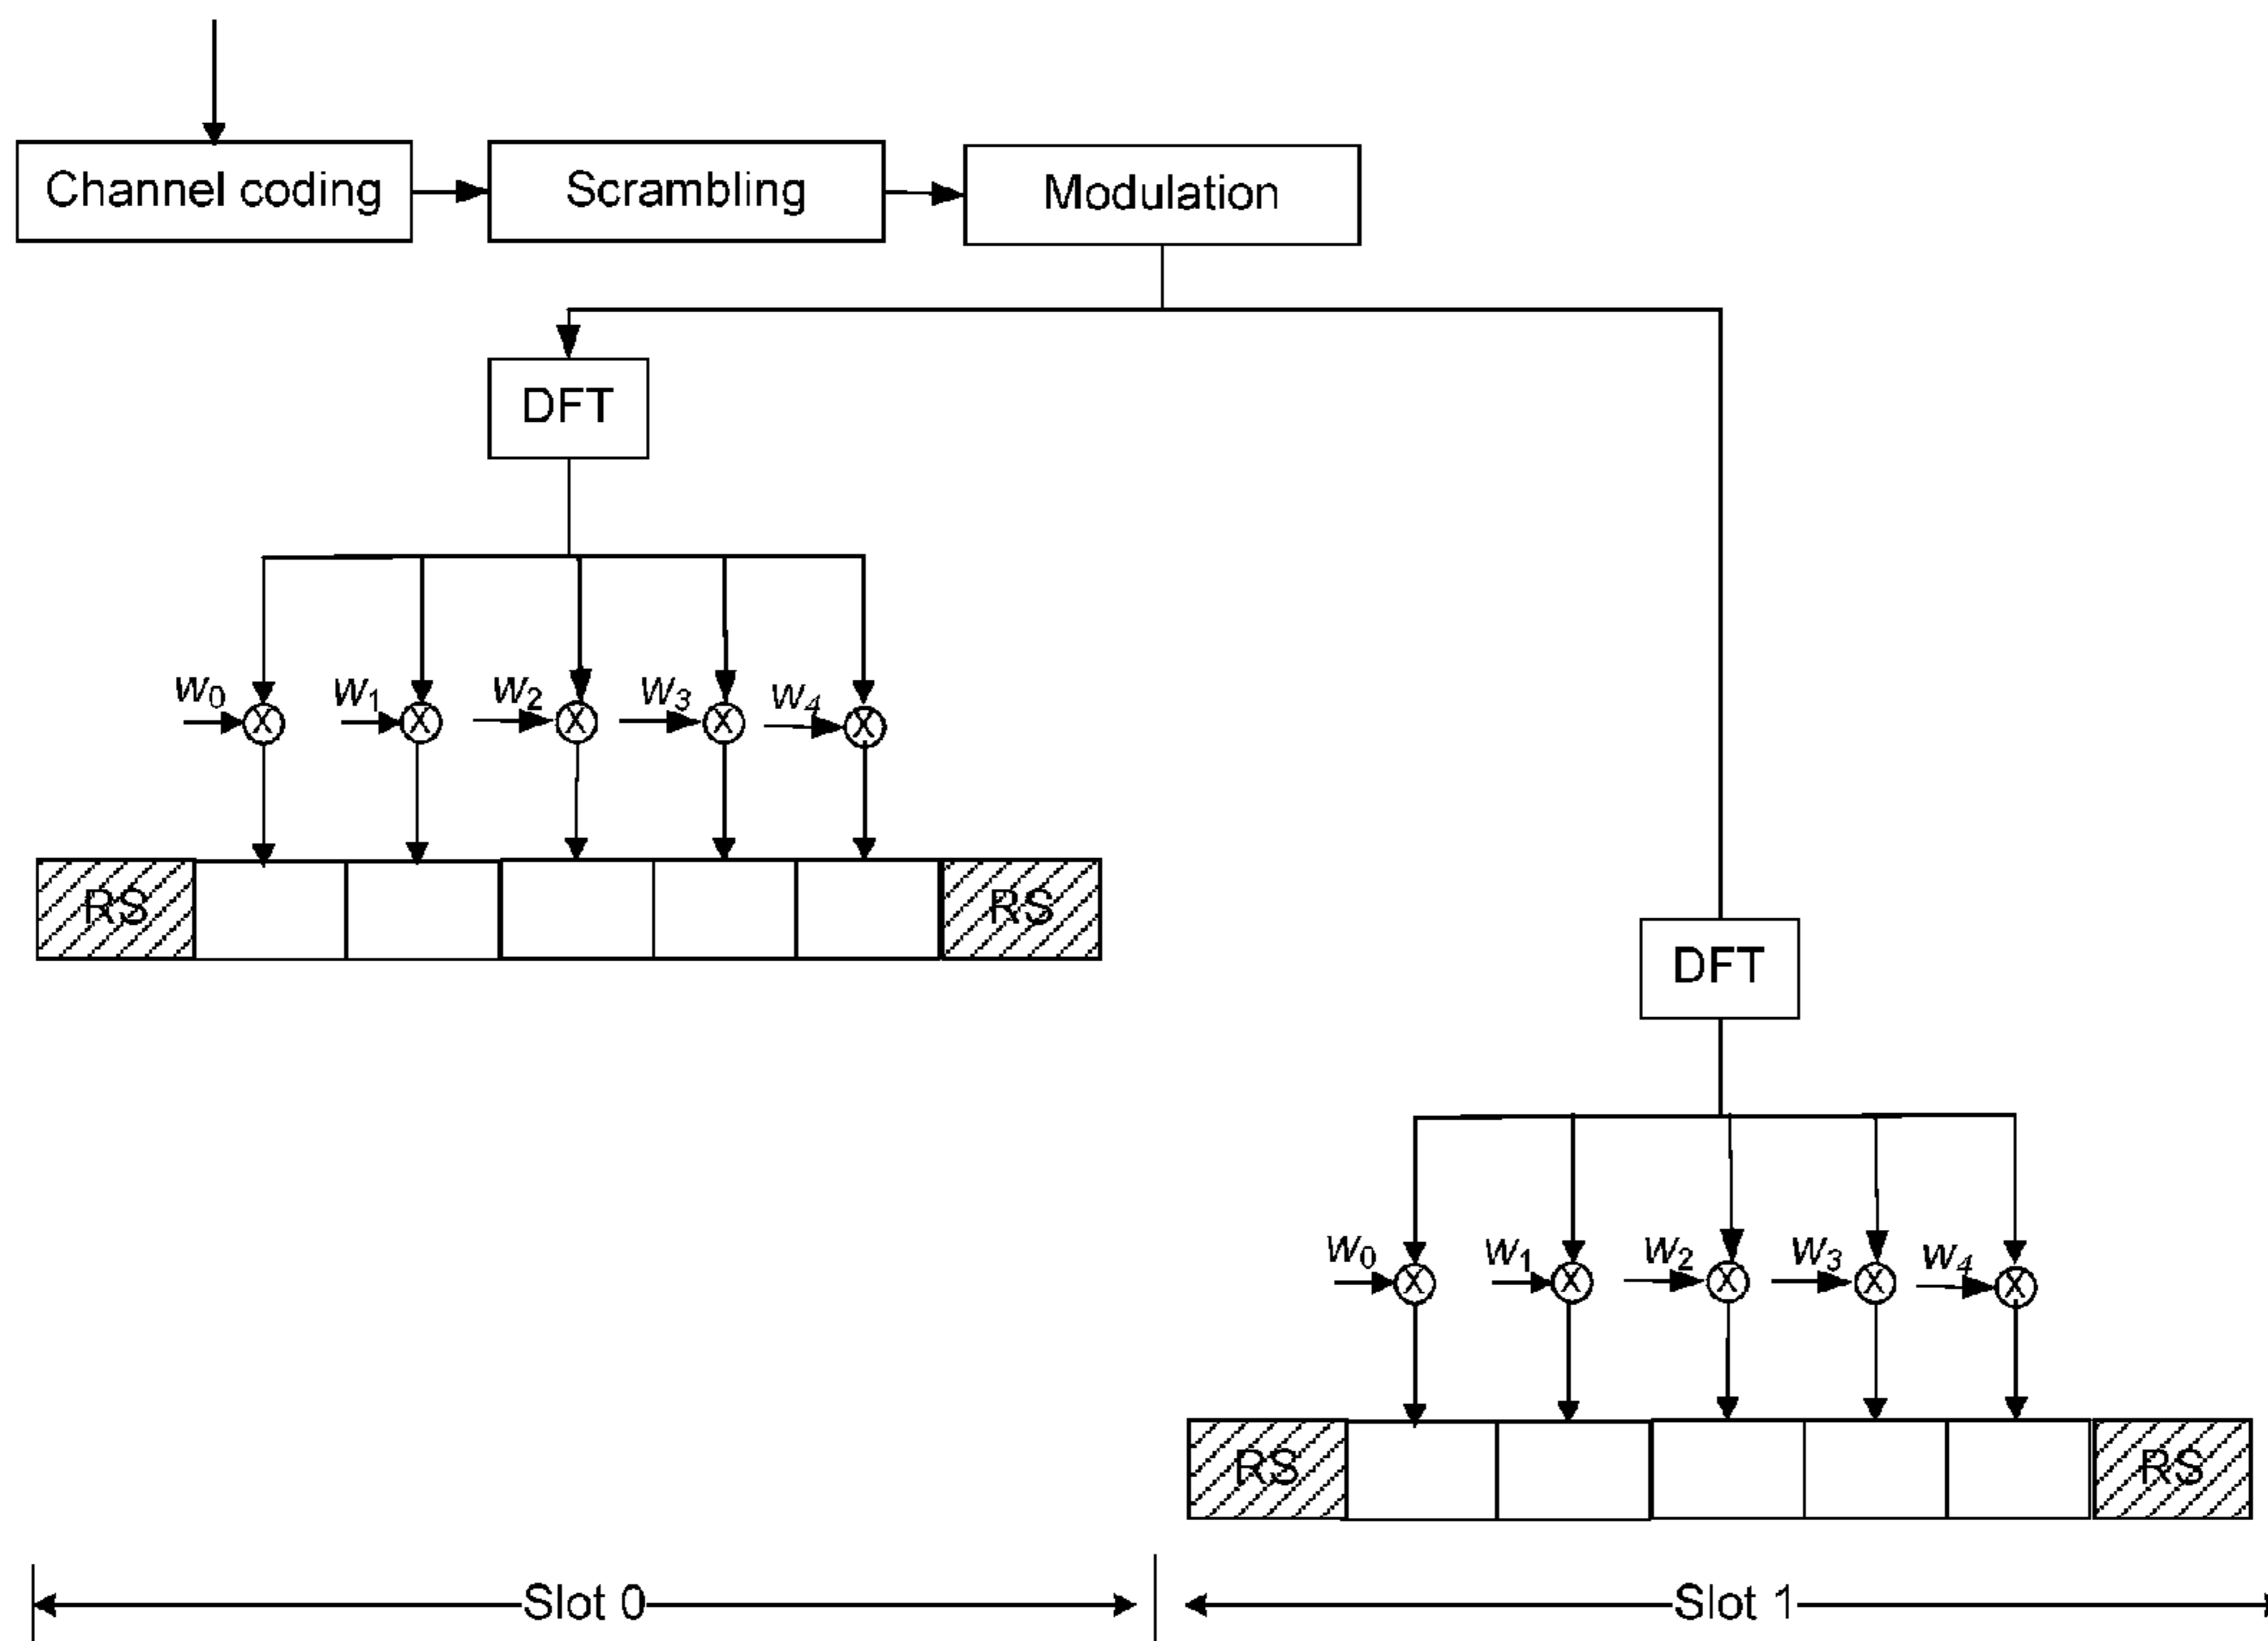 Channel coding Scrambling Modulation
DFT
w0 w1 w2 w3 w4
X X X X X
RS RS
DFT
w0 w1 w2 w3 w4
X X X X X
RS RS
Slot 0 Slot 1